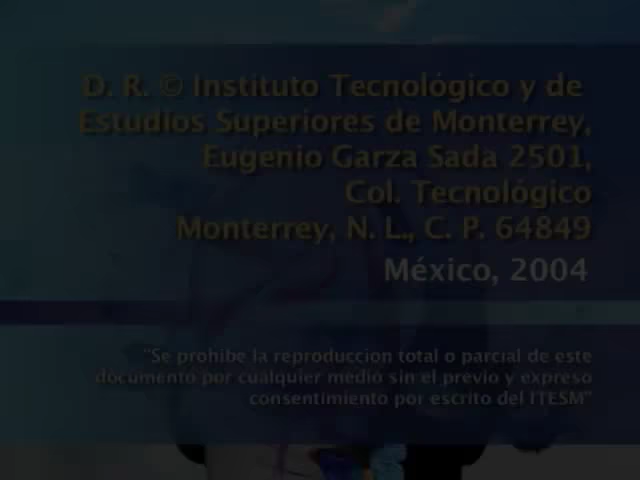 D. R. © Instituto Tecnológico y de
Estudios Superiores de Monterrey,
Eugenio Garza Sada 2501,
Col. Tecnológico
Monterrey, N. L., C. P. 64849
México, 2004
"Se prohibe la reproduccion total o parcial de este
documento por cualquier medio sin el previo y expreso
consentimiento por escrito del ITESM"